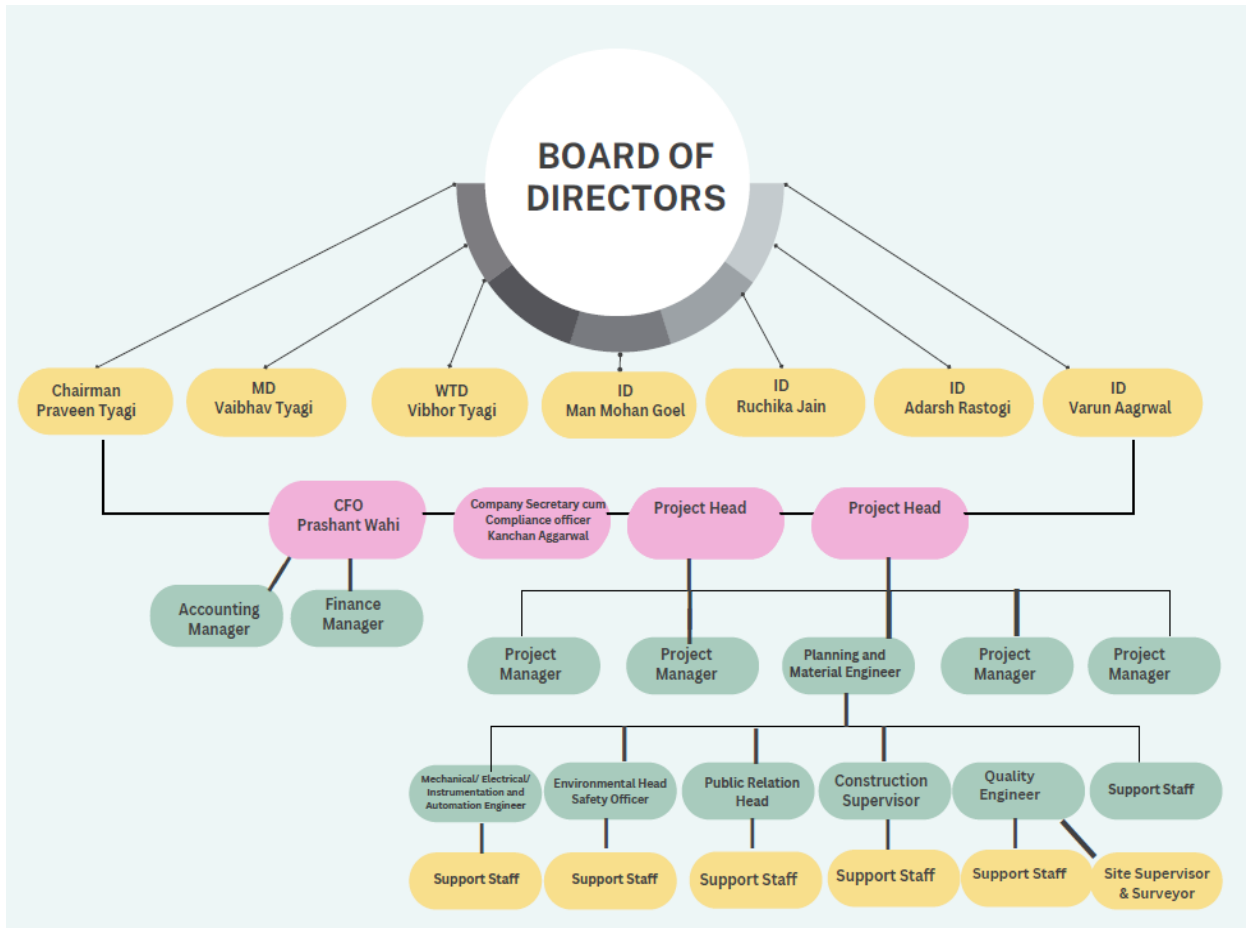 BOARD OF
DIRECTORS
Chairman
Praveen Tyagi
MD
Vaibhav Tyagi
WTD
Vibhor Tyagi
ID
Man Mohan Goel
ID
Ruchika Jain
ID
Adarsh Rastogi
ID
Varun Aagrwal
CFO
Prashant Wahi
Company Secretary cum
Compliance officer
Kanchan Aggarwal
Project Head
Project Head
Accounting
Manager
Finance
Manager
Project
Manager
Project
Manager
Planning and
Material Engineer
Project
Manager
Project
Manager
Mechanical/ Electrical/
Instrumentation and
Automation Engineer
Environmental Head
Safety Officer
Public Relation
Head
Construction
Supervisor
Quality
Engineer
Support Staff
Support Staff
Support Staff
Support Staff
Support Staff
Support Staff
Site Supervisor
& Surveyor